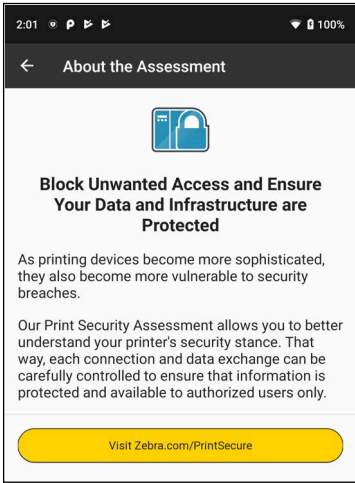 2:01 100%
About the Assessment
Block Unwanted Access and Ensure
Your Data and Infrastructure are
Protected
As printing devices become more sophisticated,
they also become more vulnerable to security
breaches.
Our Print Security Assessment allows you to better
understand your printer's security stance. That
way, each connection and data exchange can be
carefully controlled to ensure that information is
protected and available to authorized users only.
Visit Zebra.com/PrintSecure